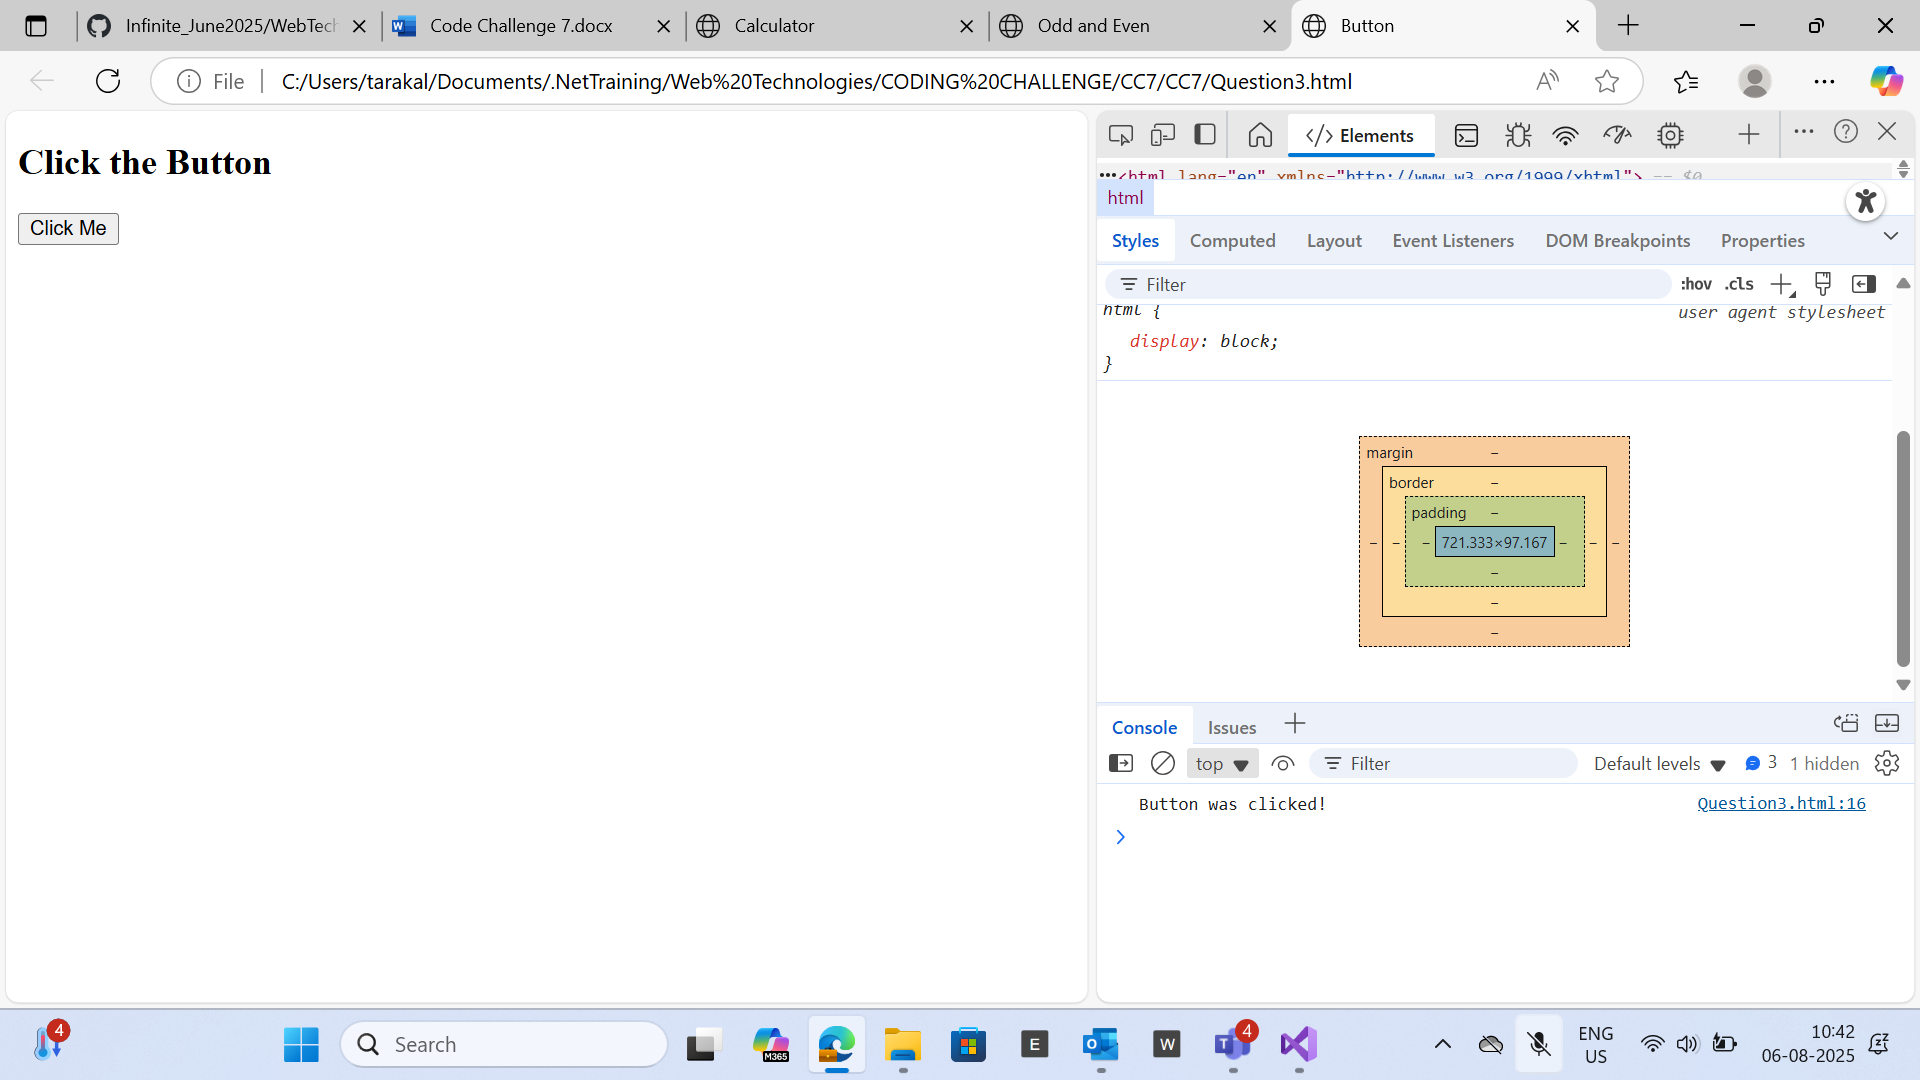 Infinite_June2025/WebTech
Code Challenge 7.docx
Calculator
Odd and Even
Button
File
C:/Users/tarakal/Documents/.NetTraining/Web%20Technologies/CODING%20CHALLENGE/CC7/CC7/Question3.html
Click the Button
Click Me
Elements
<html lang="en" xmlns="http://www.w3.org/1999/xhtml"> == $0
html
Styles Computed Layout Event Listeners DOM Breakpoints Properties
Filter
:hov .cls
html {
user agent stylesheet
display: block;
}
margin –
border –
padding –
– – – 721.333×97.167 – – –
–
–
–
Console Issues
top
Filter
Default levels
3
1 hidden
Button was clicked!
Question3.html:16
4
Search
M365
E
W
4
ENG
US
10:42
06-08-2025